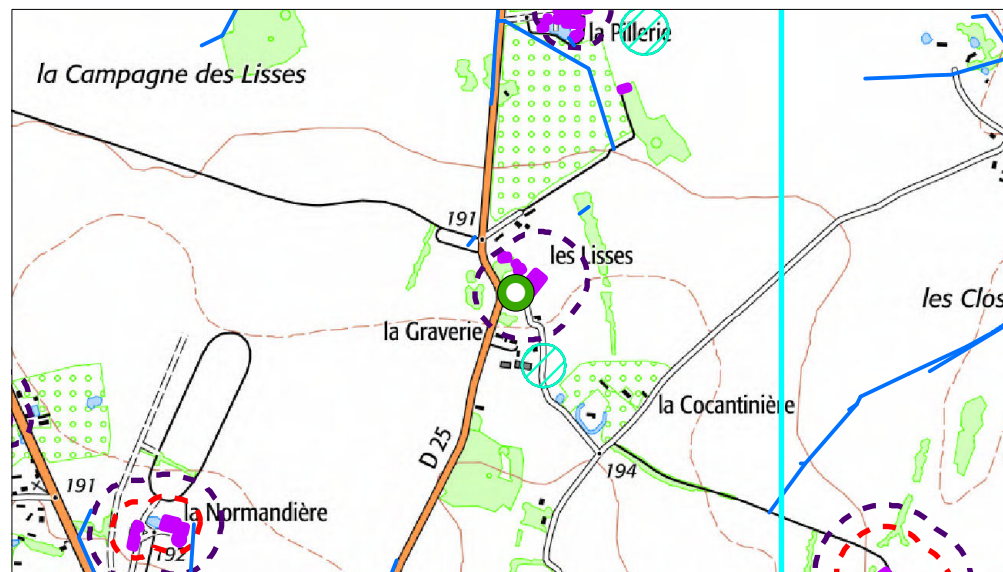 la Pillerie
la Campagne des Lisses
191
les Lisses
les Clos
la Graverie
la Cocantinière
D 25
194
191
la Normandière
192